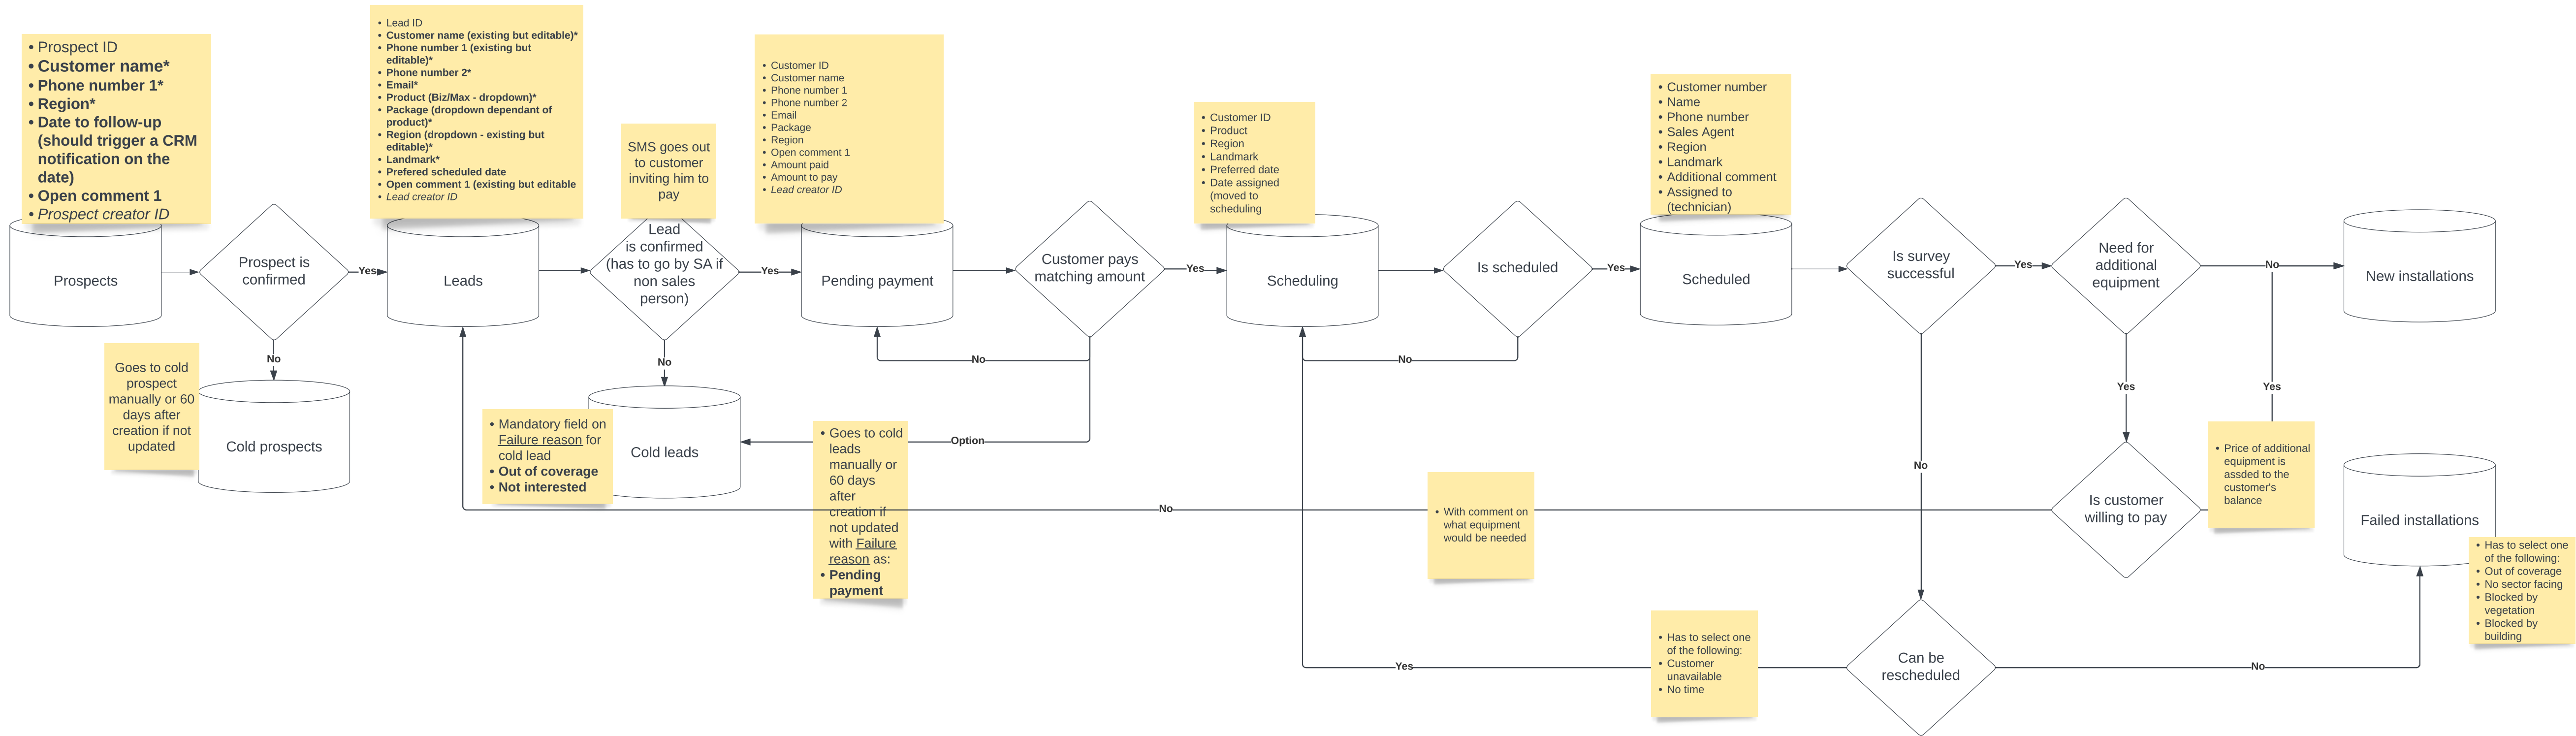 • Prospect ID
• Customer name*
• Phone number 1*
• Region*
• Date to follow-up
(should trigger a CRM
notification on the
date)
• Open comment 1
• Prospect creator ID
Prospects
Prospect is
confirmed
Yes
No
Goes to cold
prospect
manually or 60
days after
creation if not
updated
Cold prospects
• Lead ID
• Customer name (existing but editable)*
• Phone number 1 (existing but
editable)*
• Phone number 2*
• Email*
• Product (Biz/Max - dropdown)*
• Package (dropdown dependant of
product)*
• Region (dropdown - existing but
editable)*
• Landmark*
• Prefered scheduled date
• Open comment 1 (existing but editable
• Lead creator ID
Leads
SMS goes out
to customer
inviting him to
pay
Lead
is confirmed
(has to go by SA if
non sales
person)
Yes
No
• Mandatory field on
Failure reason for
cold lead
• Out of coverage
• Not interested
Cold leads
• Customer ID
• Customer name
• Phone number 1
• Phone number 2
• Email
• Package
• Region
• Open comment 1
• Amount paid
• Amount to pay
• Lead creator ID
Pending payment
Customer pays
matching amount
Yes
No
Option
• Goes to cold
leads
manually or
60 days
after
creation if
not updated
with Failure
reason as:
• Pending
payment
• Customer ID
• Product
• Region
• Landmark
• Preferred date
• Date assigned
(moved to
scheduling
Scheduling
Is scheduled
Yes
No
• Customer number
• Name
• Phone number
• Sales Agent
• Region
• Landmark
• Additional comment
• Assigned to
(technician)
Scheduled
Is survey
successful
Yes
No
Need for
additional
equipment
No
Yes
Yes
New installations
Is customer
willing to pay
• Price of additional
equipment is
assded to the
customer's
balance
No
• With comment on
what equipment
would be needed
Failed installations
• Has to select one
of the following:
• Out of coverage
• No sector facing
• Blocked by
vegetation
• Blocked by
building
Can be
rescheduled
Yes
No
• Has to select one
of the following:
• Customer
unavailable
• No time